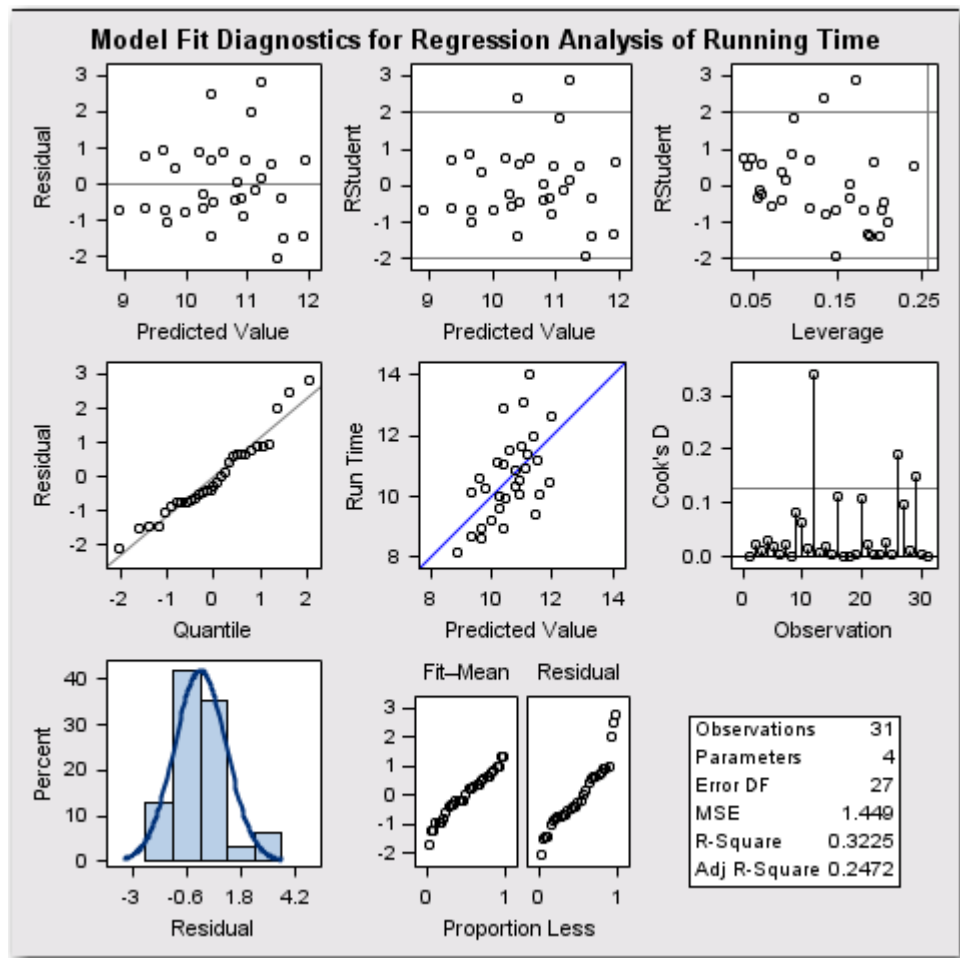 Model Fit Diagnostics for Regression Analysis of Running Time
Residual
3
2
1
0
-1
-2
9 10 11 12
Predicted Value
RStudent
3
2
1
0
-1
-2
9 10 11 12
Predicted Value
RStudent
3
2
1
0
-1
-2
0.05 0.15 0.25
Leverage
Residual
3
2
1
0
-1
-2
-2 -1 0 1 2
Quantile
Run Time
14
12
10
8
8 10 12 14
Predicted Value
Cook's D
0.3
0.2
0.1
0.0
0 10 20 30
Observation
Percent
40
30
20
10
0
-3 -0.6 1.8 4.2
Residual
Fit–Mean Residual
3
2
1
0
-1
-2
0 1 0 1
Proportion Less
Observations 31
Parameters 4
Error DF 27
MSE 1.449
R-Square 0.3225
Adj R-Square 0.2472